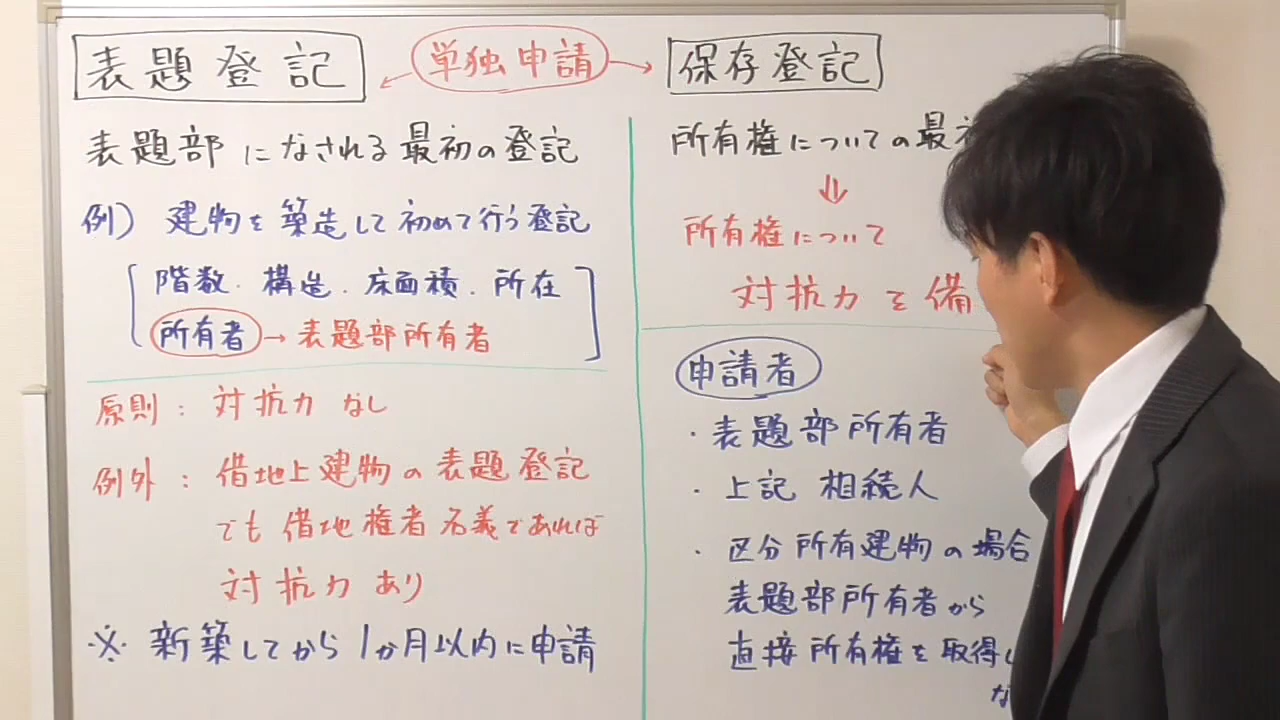 表題登記
単独申請
保存登記
表題部になされる最初の登記
例) 建物を築造して初めて行う登記
階数・構造・床面積・所在
所有者→表題部所有者
原則:対抗力なし
例外:借地上建物の表題登記
でも借地権者名義であれば
対抗力あり
※新築してから1か月以内に申請
所有権についての最初
所有権について
対抗力を備
申請者
・表題部所有者
・上記相続人
・区分所有建物の場合
表題部所有者から
直接所有権を取得し
な